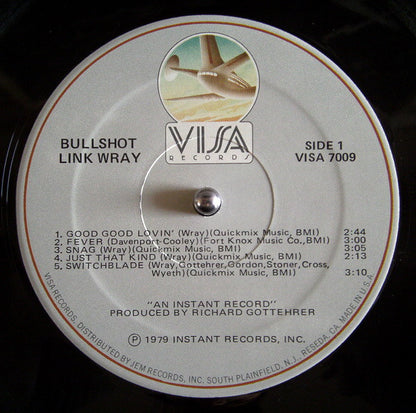 VISA
RECORDS
BULLSHOT
LINK WRAY
SIDE 1
VISA 7009
1. GOOD GOOD LOVIN' (Wray)(Quickmix Music, BMI) 2:44
2. FEVER (Davenport-Cooley)(Fort Knox Music Co., BMI) 3:00
3. SNAG (Wray)(Quickmix Music, BMI) 3:05
4. JUST THAT KIND (Wray)(Quickmix Music, BMI) 2:13
5. SWITCHBLADE (Wray,Gottehrer,Gordon,Stoner,Cross,
Wyeth)(Quickmix Music, BMI) 3:10
"AN INSTANT RECORD"
PRODUCED BY RICHARD GOTTEHRER
Ⓟ 1979 INSTANT RECORDS, INC.
VISA RECORDS, DISTRIBUTED BY JEM RECORDS, INC. SOUTH PLAINFIELD, N.J., RESEDA, CA. MADE IN U.S.A.